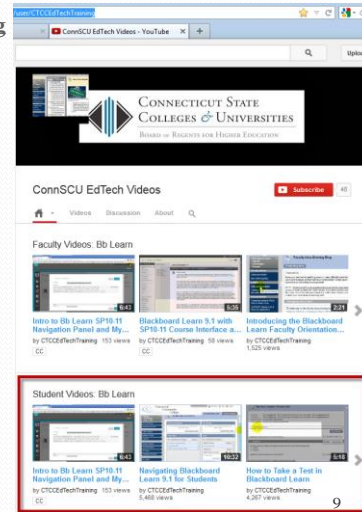 g
/user/CTCCEdTechTraining
ConnSCU EdTech Videos - YouTube
Uplo
CONNECTICUT STATE
COLLEGES & UNIVERSITIES
BOARD OF REGENTS FOR HIGHER EDUCATION
ConnSCU EdTech Videos
Subscribe 48
Videos Discussion About
Faculty Videos: Bb Learn
6:43 5:35 2:21
Intro to Bb Learn SP10-11 Navigation Panel and My...
by CTCCEdTechTraining 153 views
CC
Blackboard Learn 9.1 with SP10-11 Course Interface a...
by CTCCEdTechTraining 58 views
CC
Introducing the Blackboard Learn Faculty Orientation...
by CTCCEdTechTraining
1,525 views
Student Videos: Bb Learn
6:43 10:32 5:18
Intro to Bb Learn SP10-11 Navigation Panel and My...
by CTCCEdTechTraining 153 views
CC
Navigating Blackboard Learn 9.1 for Students
by CTCCEdTechTraining
5,468 views
How to Take a Test in Blackboard Learn
by CTCCEdTechTraining
4,267 views
9